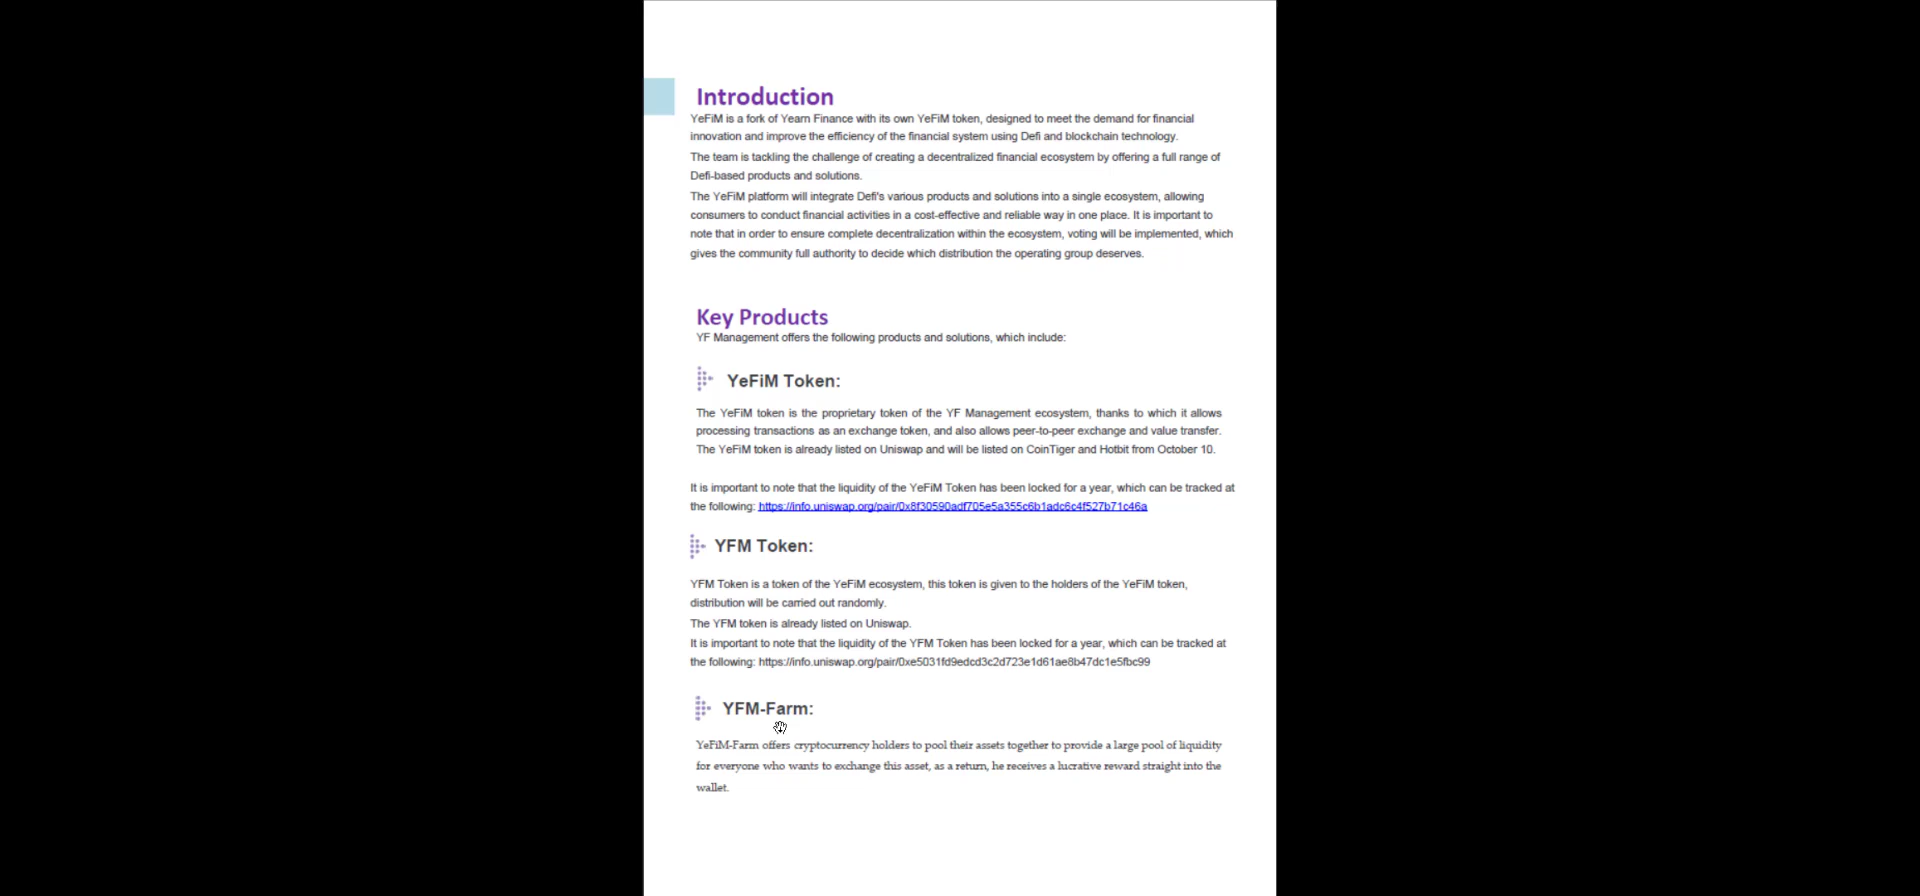 Introduction
YeFiM is a fork of Yearn Finance with its own YeFiM token, designed to meet the demand for financial
innovation and improve the efficiency of the financial system using Defi and blockchain technology.
The team is tackling the challenge of creating a decentralized financial ecosystem by offering a full range of
Defi-based products and solutions.
The YeFiM platform will integrate Defi's various products and solutions into a single ecosystem, allowing
consumers to conduct financial activities in a cost-effective and reliable way in one place. It is important to
note that in order to ensure complete decentralization within the ecosystem, voting will be implemented, which
gives the community full authority to decide which distribution the operating group deserves.
Key Products
YF Management offers the following products and solutions, which include:
YeFiM Token:
The YeFiM token is the proprietary token of the YF Management ecosystem, thanks to which it allows
processing transactions as an exchange token, and also allows peer-to-peer exchange and value transfer.
The YeFiM token is already listed on Uniswap and will be listed on CoinTiger and Hotbit from October 10.
It is important to note that the liquidity of the YeFiM Token has been locked for a year, which can be tracked at
the following: https://info.uniswap.org/pair/0x8f30590adf705e5a355c6b1adc6c4f527b71c46a
YFM Token:
YFM Token is a token of the YeFiM ecosystem, this token is given to the holders of the YeFiM token,
distribution will be carried out randomly.
The YFM token is already listed on Uniswap.
It is important to note that the liquidity of the YFM Token has been locked for a year, which can be tracked at
the following: https://info.uniswap.org/pair/0xe5031fd9edcd3c2d723e1d61ae8b47dc1e5fbc99
YFM-Farm:
YeFiM-Farm offers cryptocurrency holders to pool their assets together to provide a large pool of liquidity
for everyone who wants to exchange this asset, as a return, he receives a lucrative reward straight into the
wallet.